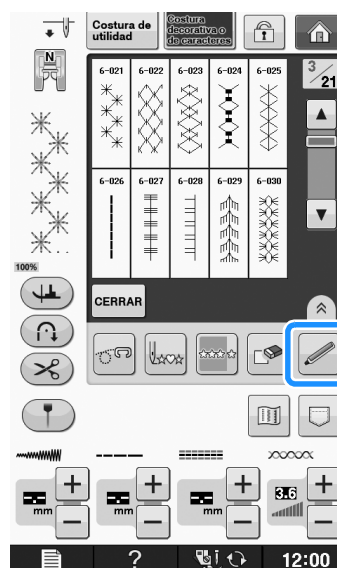 Costura de
utilidad
Costura
decorativa o
de caracteres
N
3/21
6-021 6-022 6-023 6-024 6-025
6-026 6-027 6-028 6-029 6-030
100%
CERRAR
mm mm mm 3.6
? 12:00